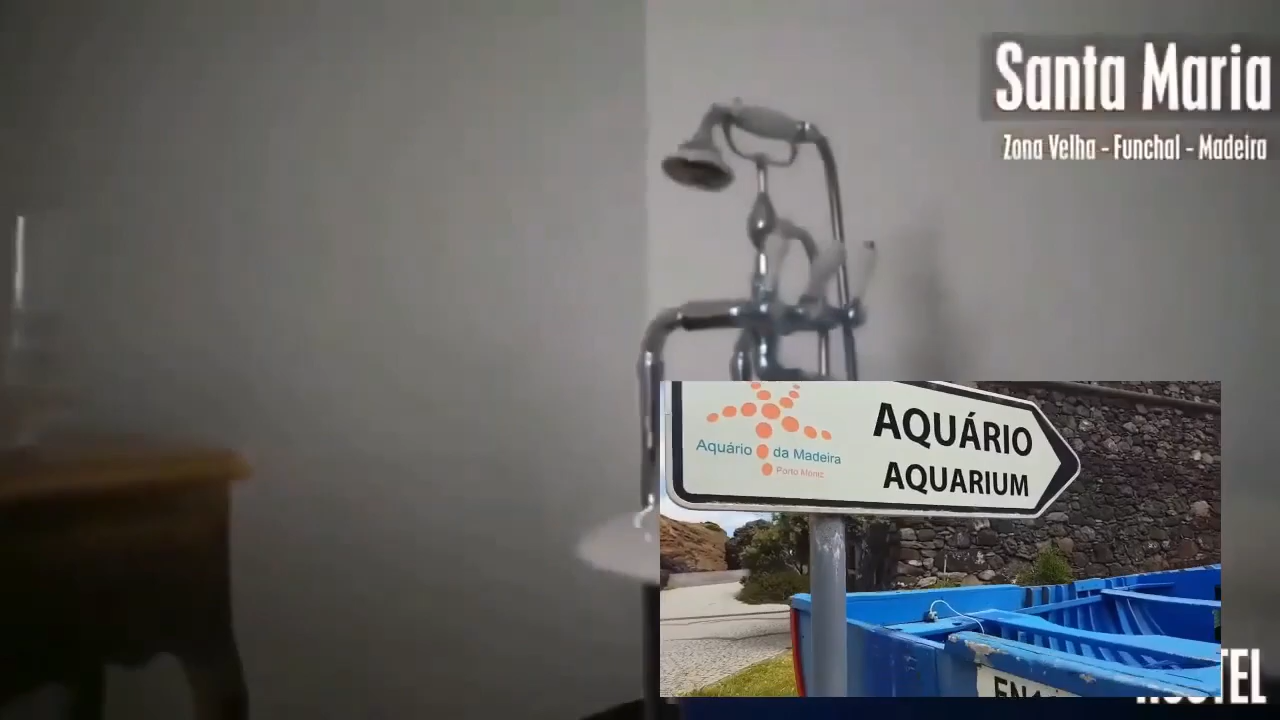 Santa Maria
Zona Velha - Funchal - Madeira
AQUÁRIO
AQUARIUM
Aquário da Madeira
Porto Moniz